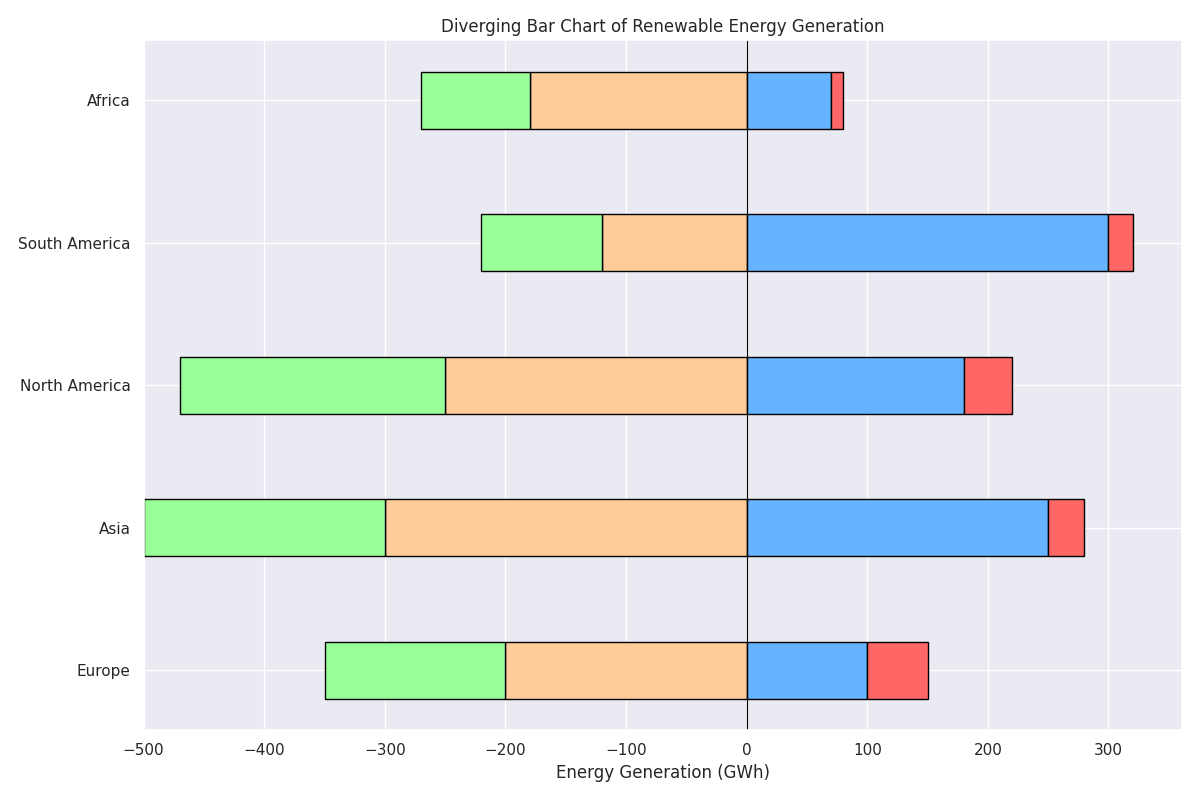 Diverging Bar Chart of Renewable Energy Generation
Africa
South America
North America
Asia
Europe
−500 −400 −300 −200 −100 0 100 200 300
Energy Generation (GWh)